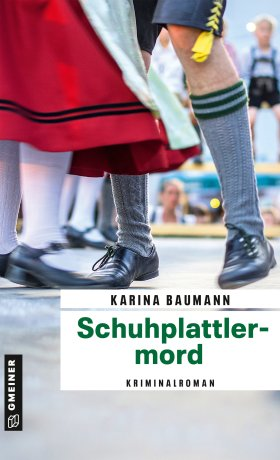 KARINA BAUMANN
Schuhplattler-
mord
KRIMINALROMAN
GMEINER